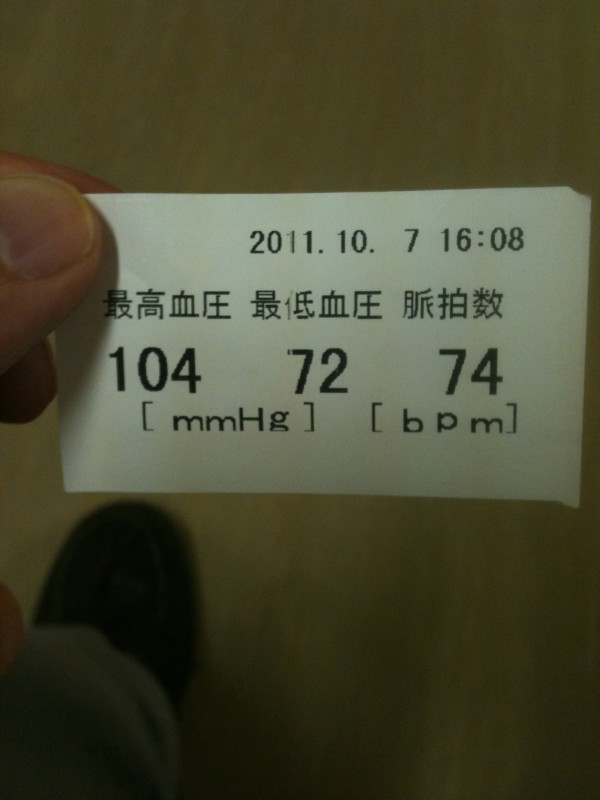 2011.10. 7 16:08
最高血圧 最低血圧 脈拍数
104 72 74
[ mmHg ] [ bpm]